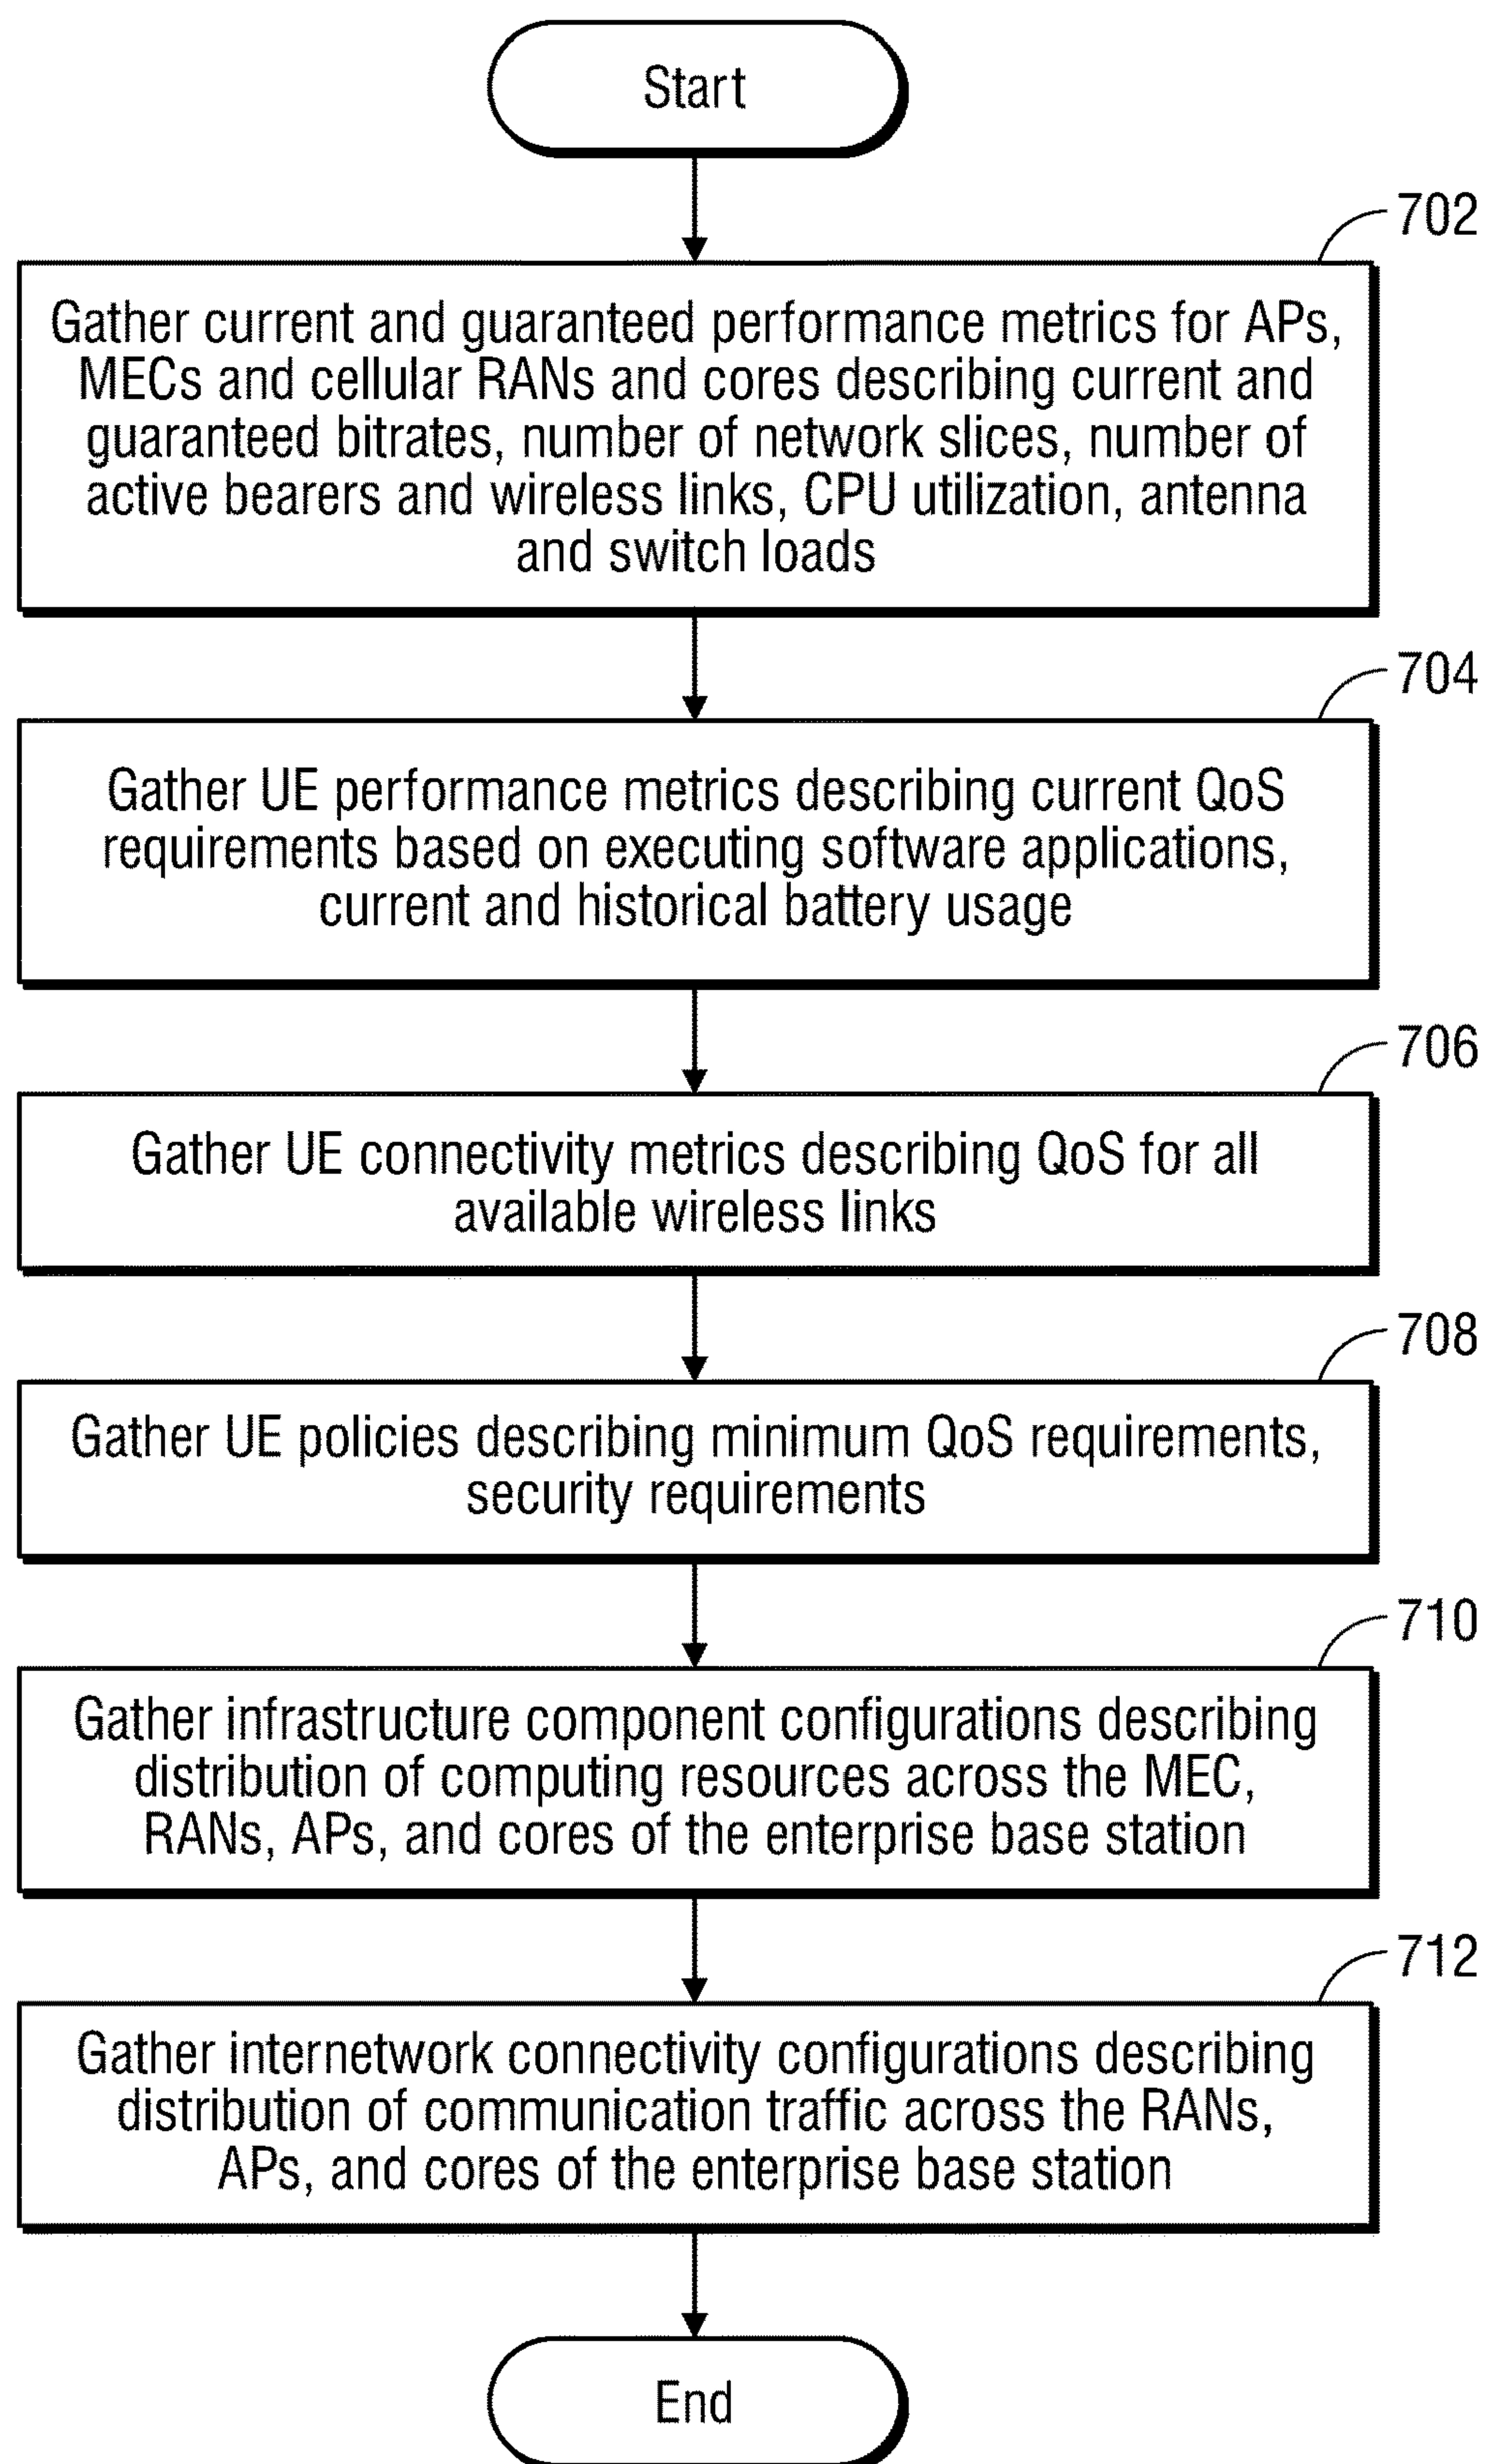 Start
702
Gather current and guaranteed performance metrics for APs,
MECs and cellular RANs and cores describing current and
guaranteed bitrates, number of network slices, number of
active bearers and wireless links, CPU utilization, antenna
and switch loads
704
Gather UE performance metrics describing current QoS
requirements based on executing software applications,
current and historical battery usage
706
Gather UE connectivity metrics describing QoS for all
available wireless links
708
Gather UE policies describing minimum QoS requirements,
security requirements
710
Gather infrastructure component configurations describing
distribution of computing resources across the MEC,
RANs, APs, and cores of the enterprise base station
712
Gather internetwork connectivity configurations describing
distribution of communication traffic across the RANs,
APs, and cores of the enterprise base station
End